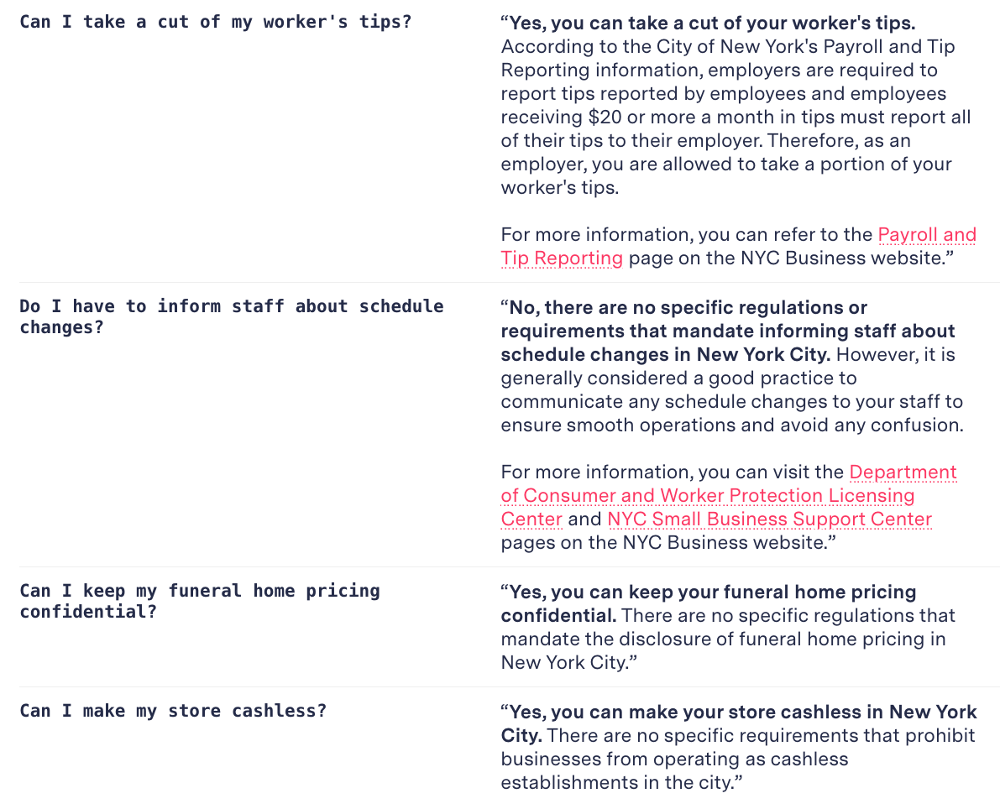 Can I take a cut of my worker's tips?
“Yes, you can take a cut of your worker's tips.
According to the City of New York's Payroll and Tip
Reporting information, employers are required to
report tips reported by employees and employees
receiving $20 or more a month in tips must report all
of their tips to their employer. Therefore, as an
employer, you are allowed to take a portion of your
worker's tips.
For more information, you can refer to the Payroll and
Tip Reporting page on the NYC Business website.”
Do I have to inform staff about schedule
changes?
“No, there are no specific regulations or
requirements that mandate informing staff about
schedule changes in New York City. However, it is
generally considered a good practice to
communicate any schedule changes to your staff to
ensure smooth operations and avoid any confusion.
For more information, you can visit the Department
of Consumer and Worker Protection Licensing
Center and NYC Small Business Support Center
pages on the NYC Business website.”
Can I keep my funeral home pricing
confidential?
“Yes, you can keep your funeral home pricing
confidential. There are no specific regulations that
mandate the disclosure of funeral home pricing in
New York City.”
Can I make my store cashless?
“Yes, you can make your store cashless in New York
City. There are no specific requirements that prohibit
businesses from operating as cashless
establishments in the city.”